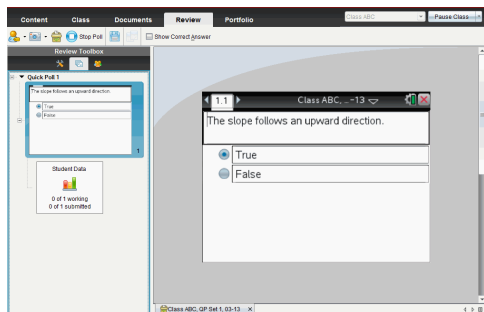 Content Class Documents Review Portfolio Class ABC Pause Class
Stop Poll Show Correct Answer
Review Toolbox
Quick Poll 1
The slope follows an upward direction.
True
False
1
Student Data
0 of 1 working
0 of 1 submitted
1.1 Class ABC, ...-13
The slope follows an upward direction.
True
False
Class ABC, QP Set 1, 03-13